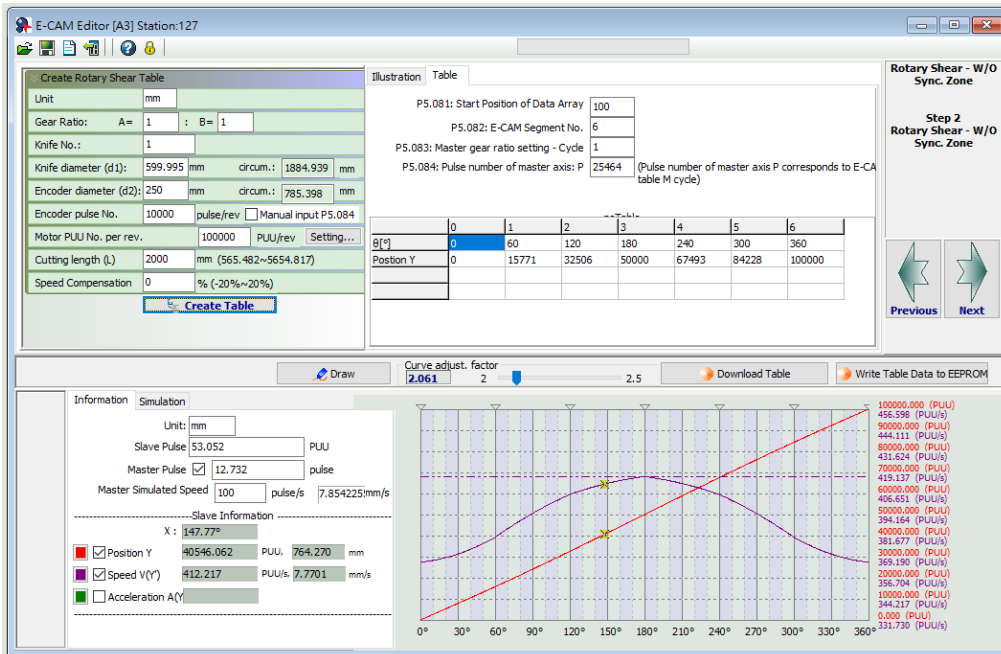 E-CAM Editor [A3] Station:127
Create Rotary Shear Table
Unit mm
Gear Ratio: A= 1 : B= 1
Knife No.: 1
Knife diameter (d1): 599.995 mm circum.: 1884.939 mm
Encoder diameter (d2): 250 mm circum.: 785.398 mm
Encoder pulse No. 10000 pulse/rev Manual input P5.084
Motor PUU No. per rev. 100000 PUU/rev Setting...
Cutting length (L) 2000 mm (565.482~5654.817)
Speed Compensation 0 % (-20%~20%)
Create Table
Illustration Table
P5.081: Start Position of Data Array 100
P5.082: E-CAM Segment No. 6
P5.083: Master gear ratio setting - Cycle 1
P5.084: Pulse number of master axis: P 25464 (Pulse number of master axis P corresponds to E-CA
table M cycle)
0 1 2 3 4 5 6
θ[°] 0 60 120 180 240 300 360
Postion Y 0 15771 32506 50000 67493 84228 100000
Rotary Shear - W/O
Sync. Zone
Step 2
Rotary Shear - W/O
Sync. Zone
Previous Next
Draw
Curve adjust. factor
2.061 2 2.5
Download Table
Write Table Data to EEPROM
Information Simulation
Unit: mm
Slave Pulse 53.052 PUU
Master Pulse 12.732 pulse
Master Simulated Speed 100 pulse/s 7.854225!mm/s
Slave Information
X : 147.77°
Position Y 40546.062 PUU, 764.270 mm
Speed V(Y') 412.217 PUU/s, 7.7701 mm/s
Acceleration A(Y
100000.000 (PUU)
456.598 (PUU/s)
90000.000 (PUU)
444.111 (PUU/s)
80000.000 (PUU)
431.624 (PUU/s)
70000.000 (PUU)
419.137 (PUU/s)
60000.000 (PUU)
406.651 (PUU/s)
50000.000 (PUU)
394.164 (PUU/s)
40000.000 (PUU)
381.677 (PUU/s)
30000.000 (PUU)
369.190 (PUU/s)
20000.000 (PUU)
356.704 (PUU/s)
10000.000 (PUU)
344.217 (PUU/s)
0.000 (PUU)
331.730 (PUU/s)
0° 30° 60° 90° 120° 150° 180° 210° 240° 270° 300° 330° 360°